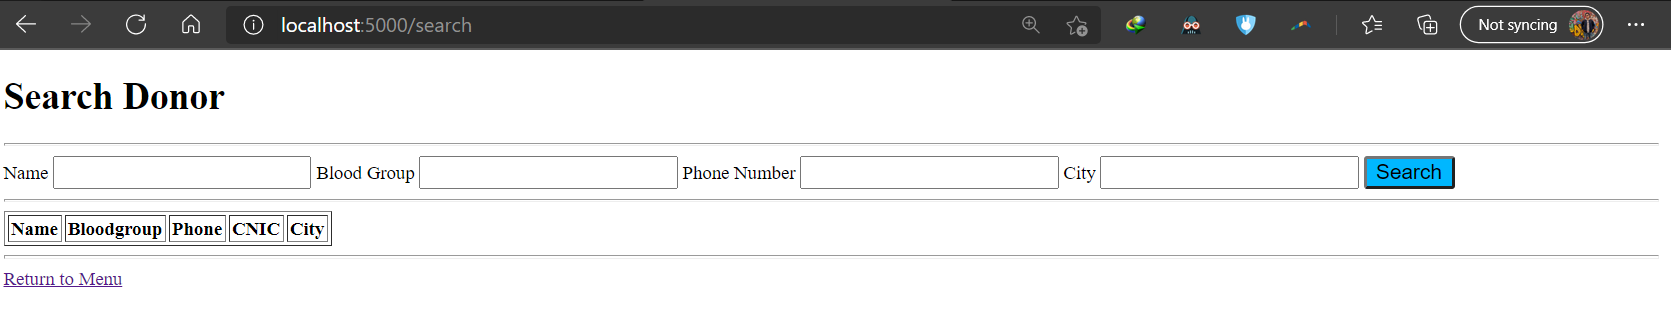 localhost:5000/search
Not syncing
Search Donor
Name Blood Group Phone Number City Search
Name Bloodgroup Phone CNIC City
Return to Menu